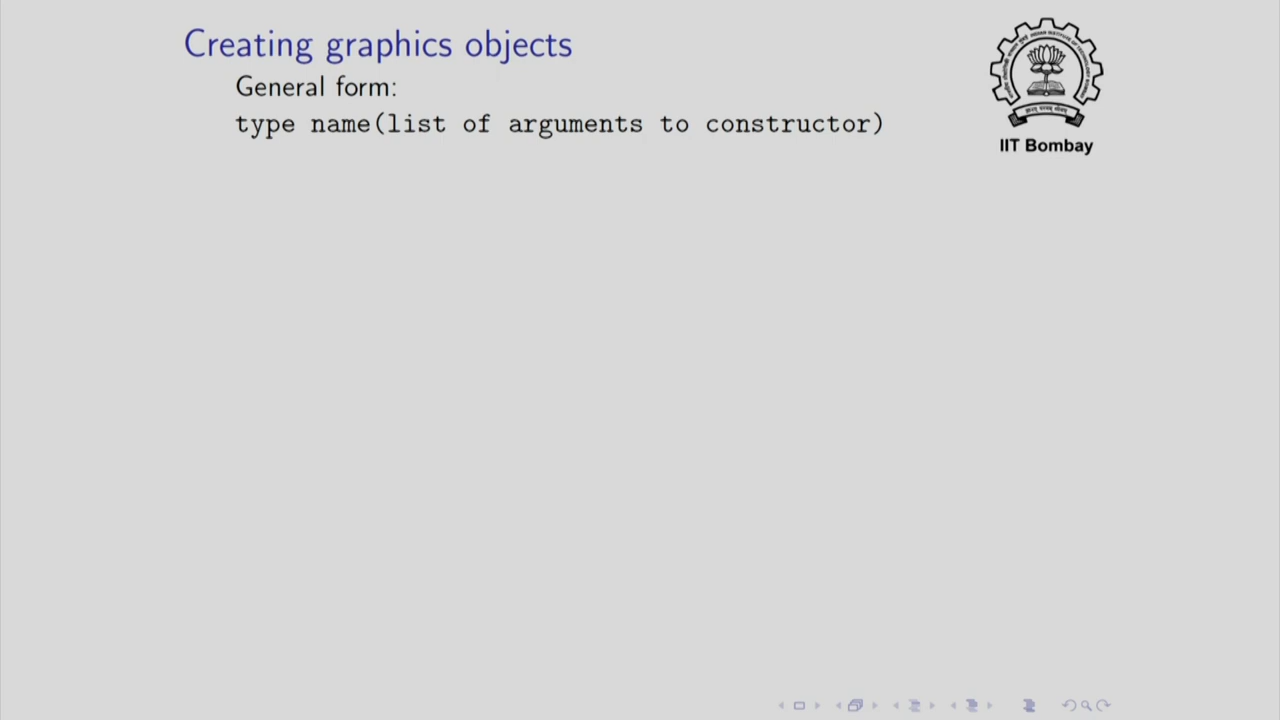 Creating graphics objects
General form:
type name(list of arguments to constructor)
IIT Bombay